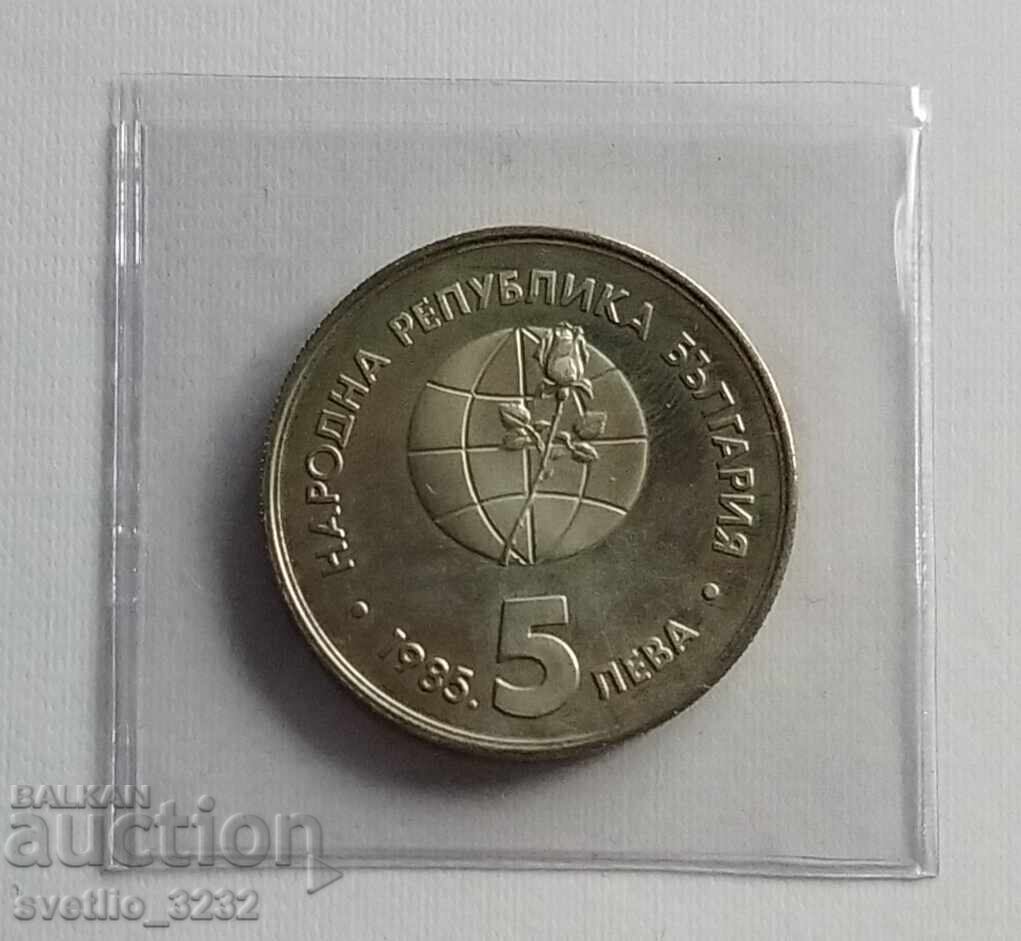 НАРОДНА РЕПУБЛИКА БЪЛГАРИЯ
1985. 5 ЛЕВА
BALKAN
auction
svetlio_3232